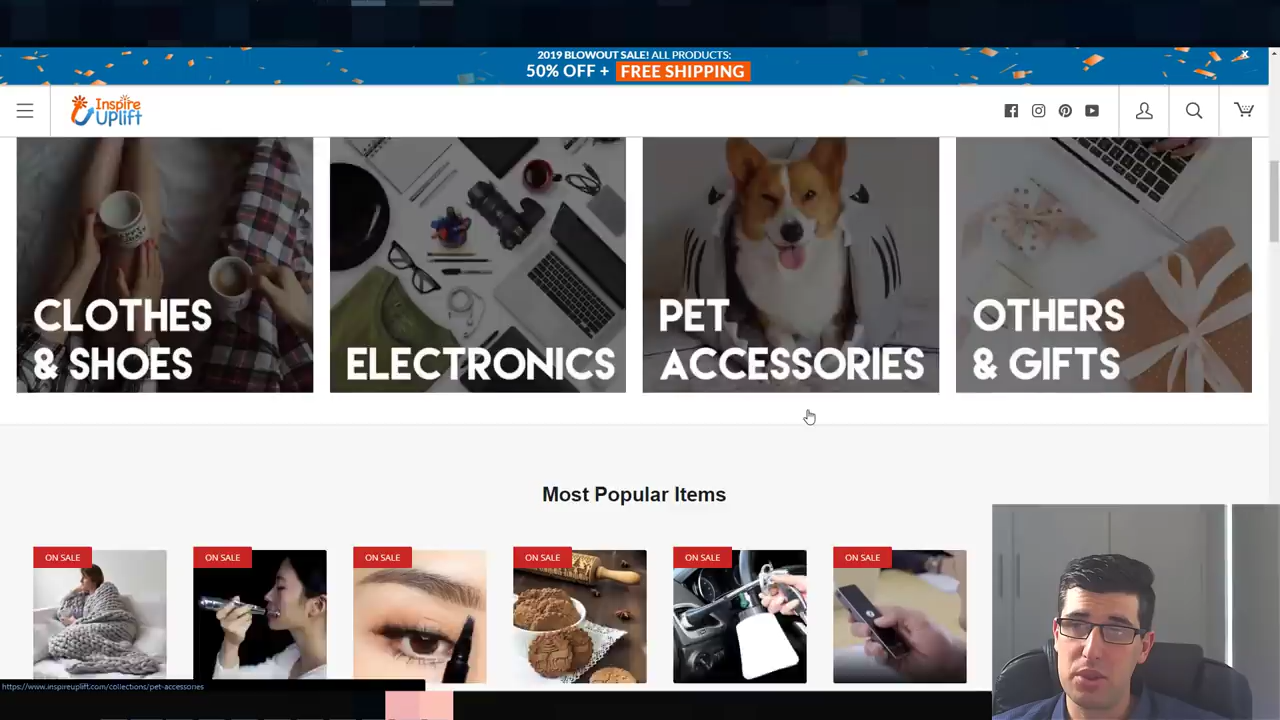 2019 BLOWOUT SALE! ALL PRODUCTS:
50% OFF + FREE SHIPPING
Inspire
Uplift
CLOTHES
& SHOES
ELECTRONICS
PET
ACCESSORIES
OTHERS
& GIFTS
Most Popular Items
ON SALE
ON SALE
ON SALE
ON SALE
ON SALE
ON SALE
https://www.inspireuplift.com/collections/pet-accessories